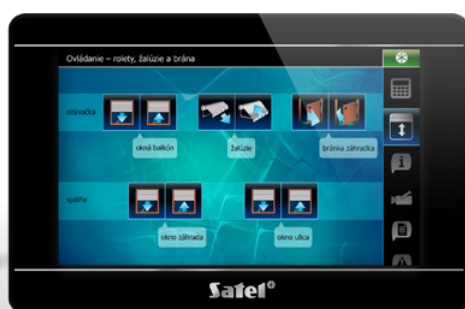 Ovládanie – rolety, žalúzie a brána
obývačka
okná balkón
žalúzie
bránka záhradka
spálňa
okno záhrada
okno ulica
Satel®